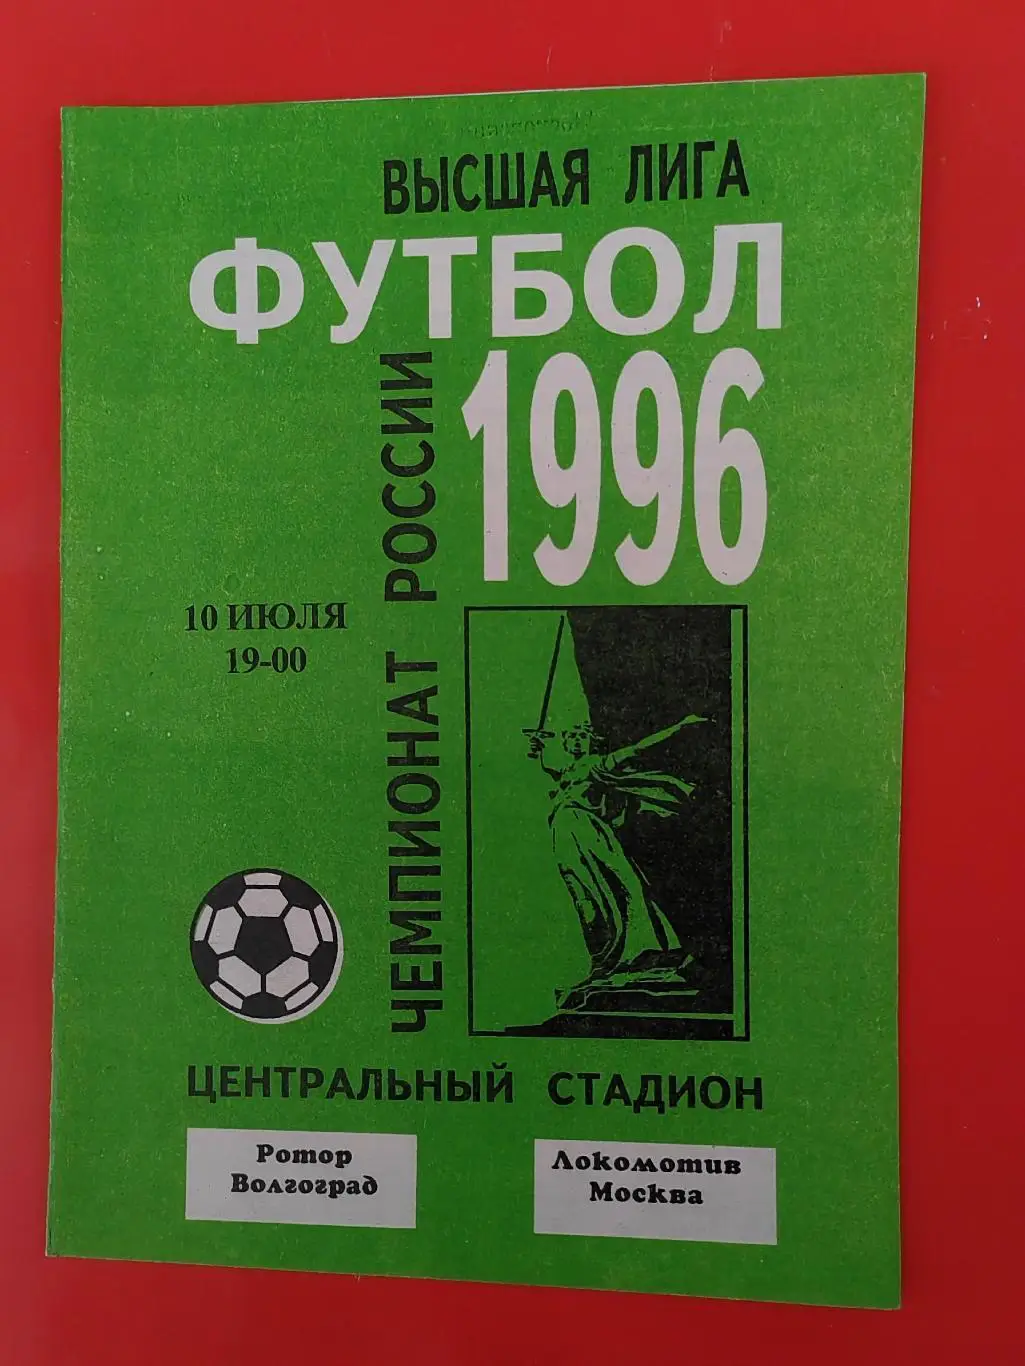 ВЫСШАЯ ЛИГА
ФУТБОЛ
1996
ЧЕМПИОНАТ РОССИИ
10 ИЮЛЯ
19-00
ЦЕНТРАЛЬНЫЙ СТАДИОН
Ротор
Волгоград
Локомотив
Москва